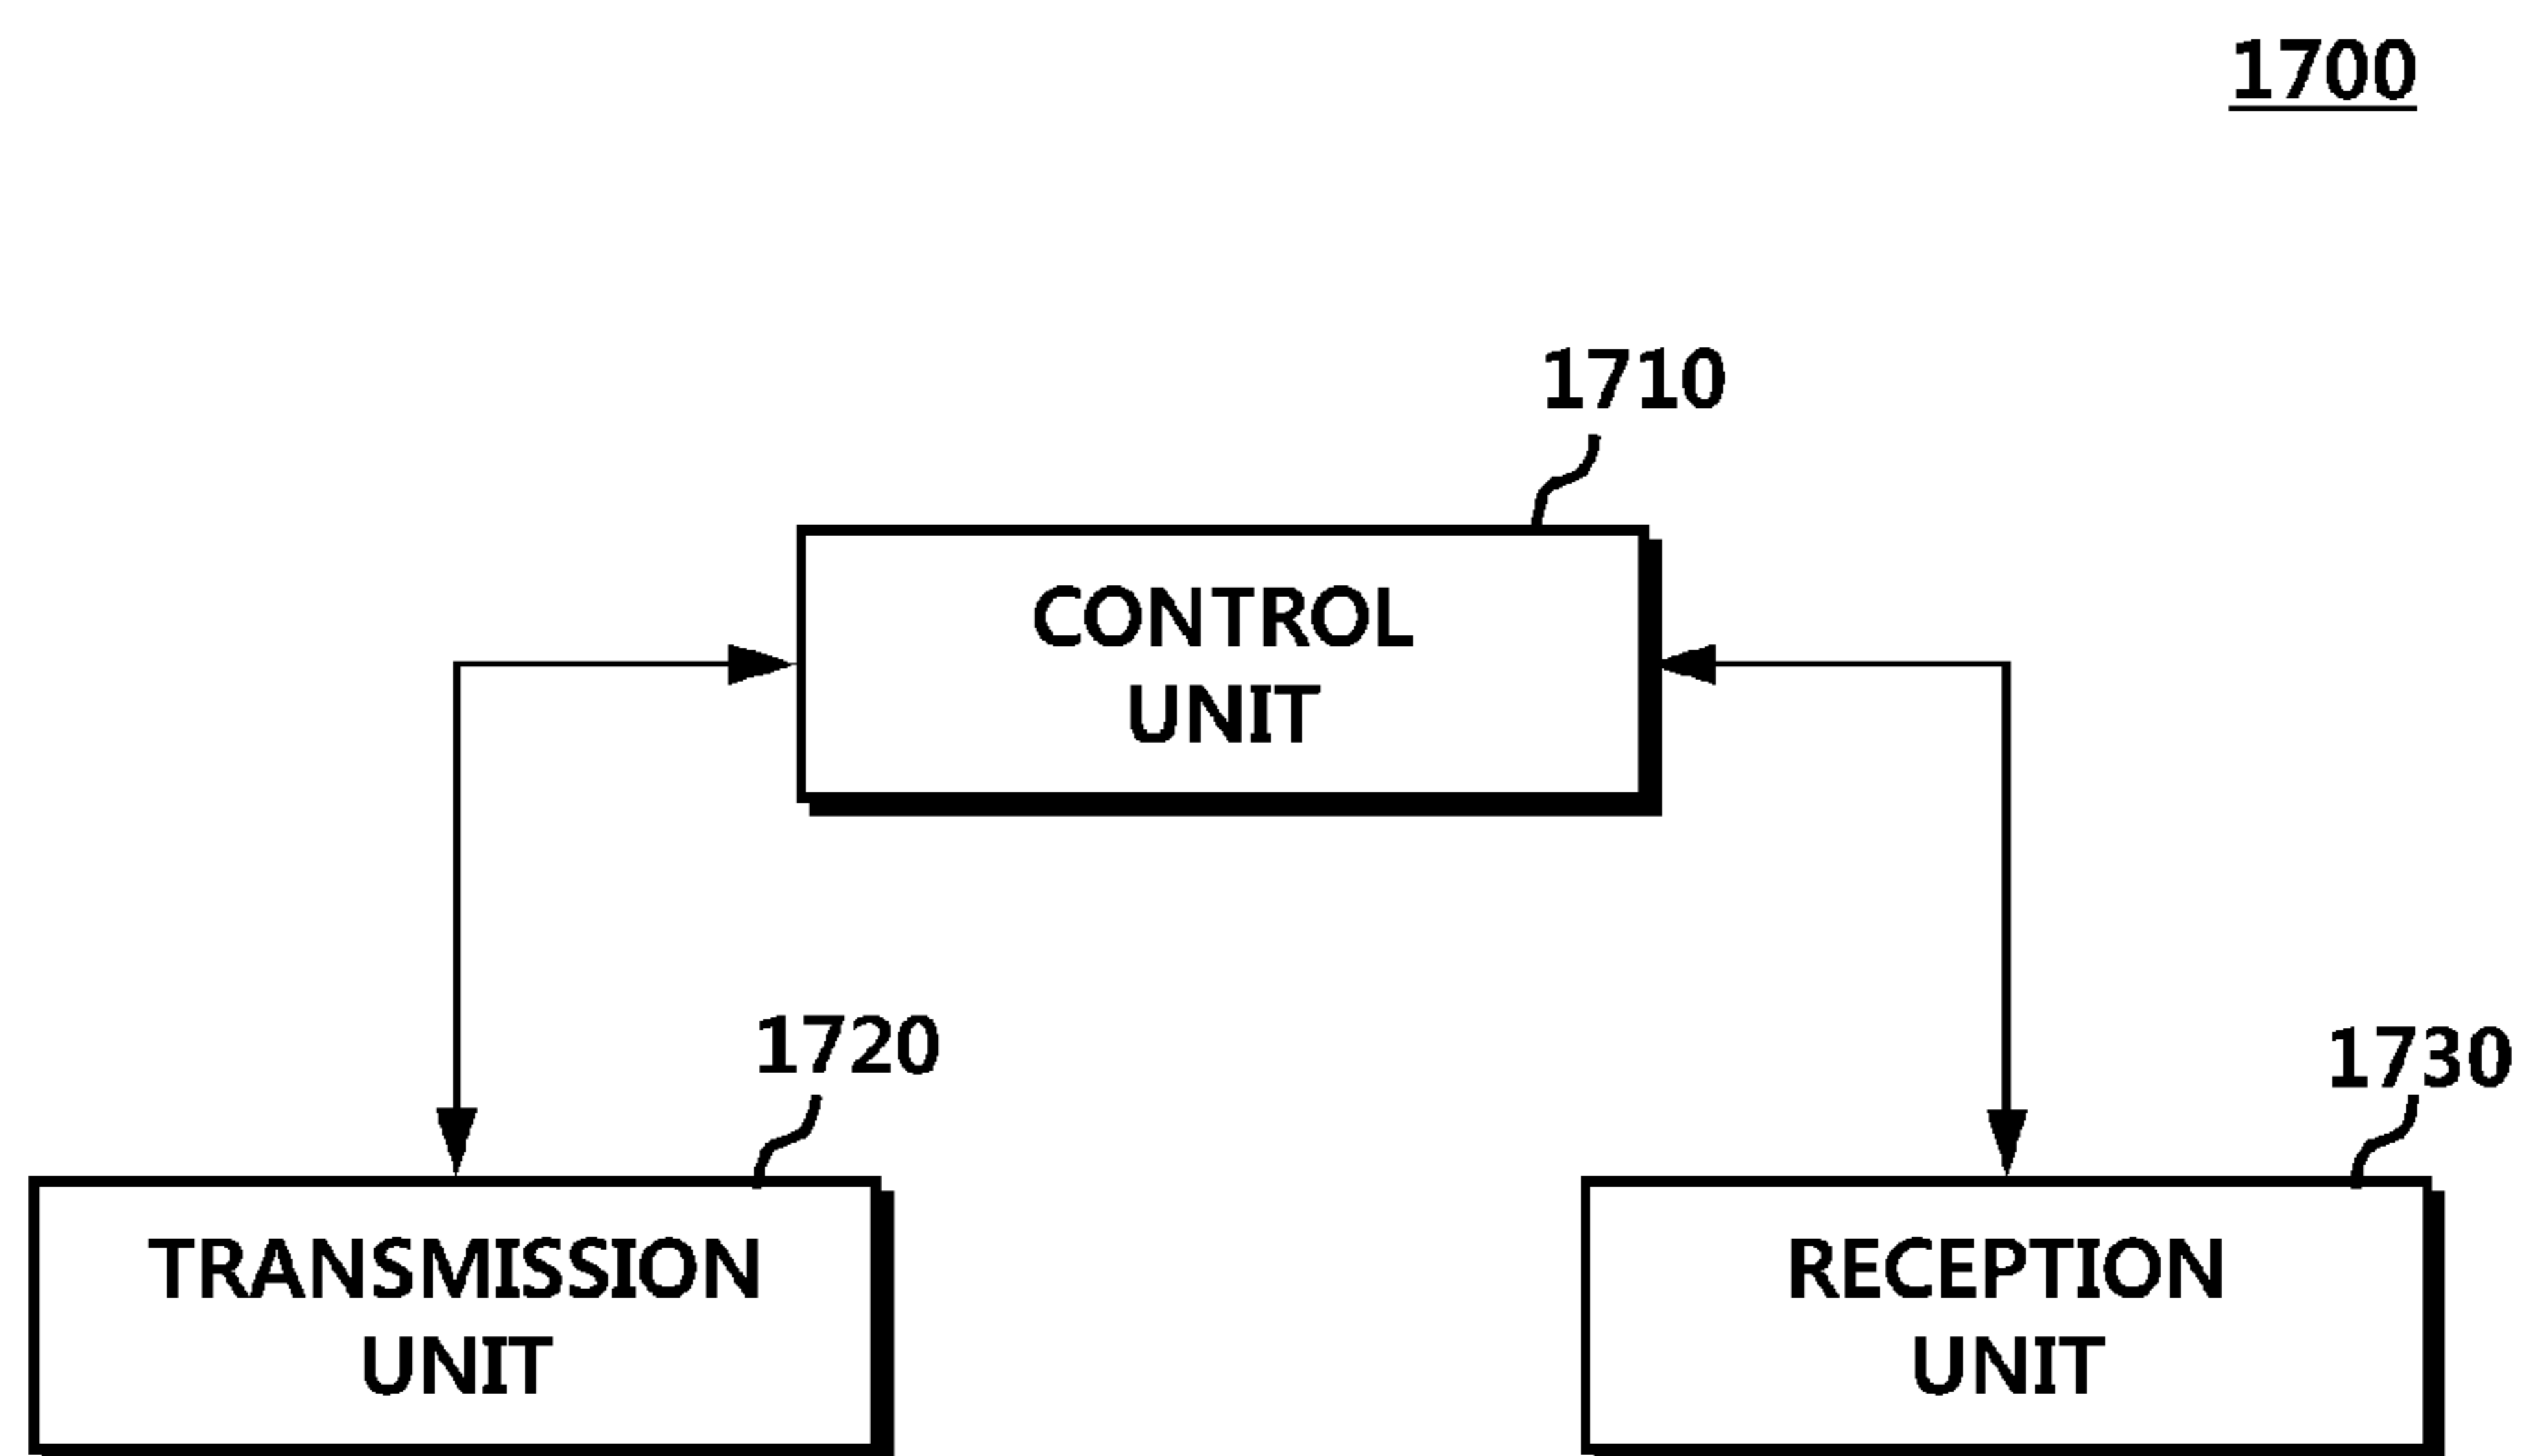 1700
1710
CONTROL
UNIT
1720
1730
TRANSMISSION
UNIT
RECEPTION
UNIT